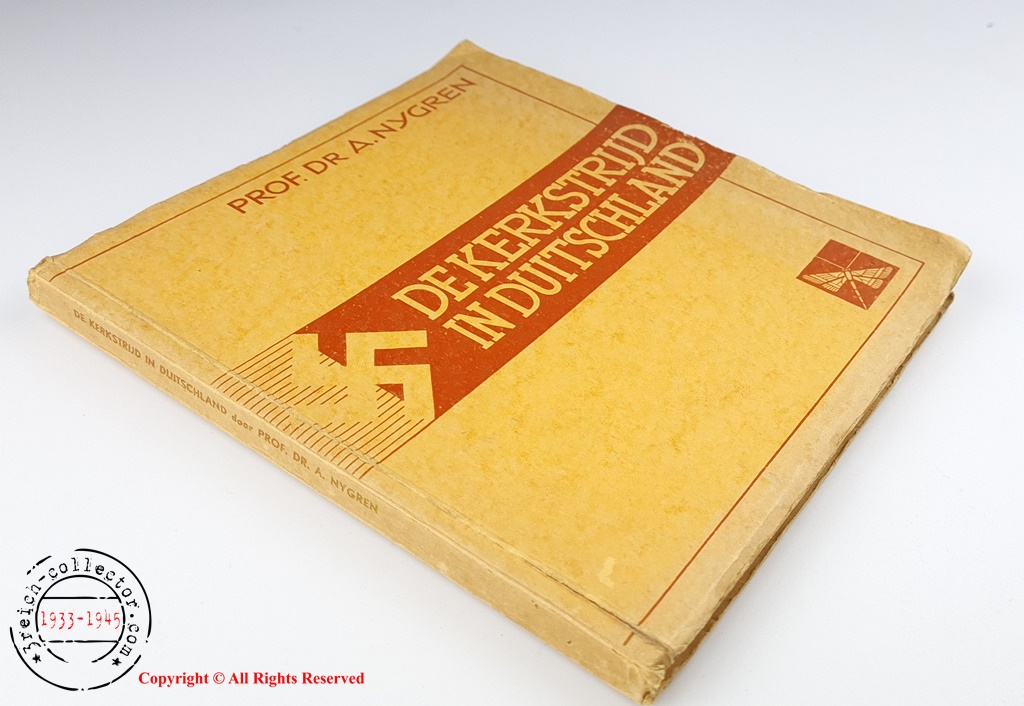 PROF. DR A. NYGREN
DE KERKSTRIJD
IN DUITSCHLAND
DE KERKSTRIJD IN DUITSCHLAND door PROF. DR. A. NYGREN
3reich-collector.com
1933-1945
Copyright © All Rights Reserved